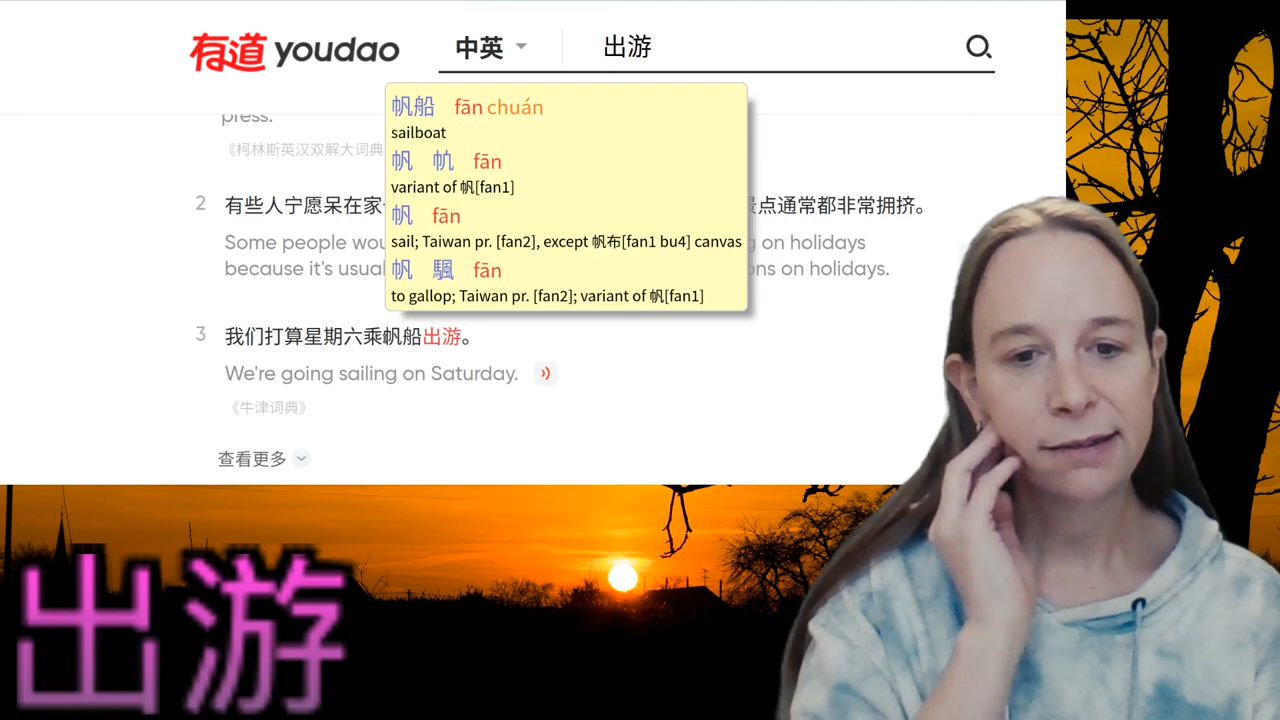 有道 youdao 中英 出游
帆船 fān chuán
sailboat
帆 㠶 fān
variant of 帆[fan1]
帆 fān
sail; Taiwan pr. [fan2], except 帆布[fan1 bu4] canvas
帆 颿 fān
to gallop; Taiwan pr. [fan2]; variant of 帆[fan1]
press.
《柯林斯英汉双解大词典
2 有些人宁愿呆在家 点通常都非常拥挤。
Some people on holidays
because it's on holidays.
3 我们打算星期六乘帆船出游。
We're going sailing on Saturday.
《牛津词典》
查看更多
出游